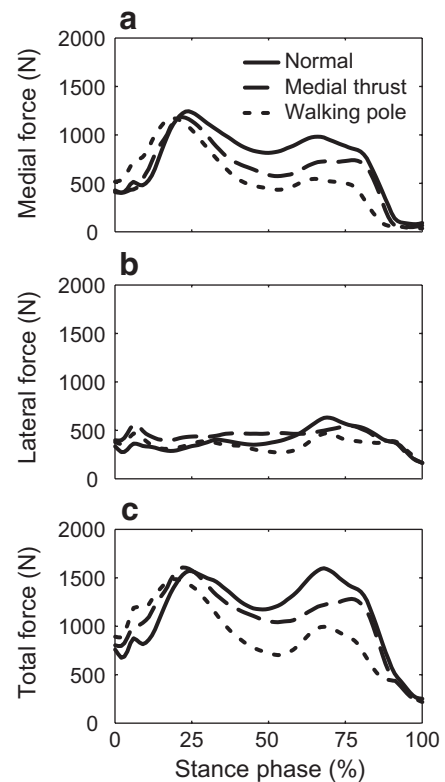 a
2000
1500
1000
500
0
Medial force (N)
Normal
Medial thrust
Walking pole
b
2000
1500
1000
500
0
Lateral force (N)
c
2000
1500
1000
500
0
Total force (N)
0 25 50 75 100
Stance phase (%)